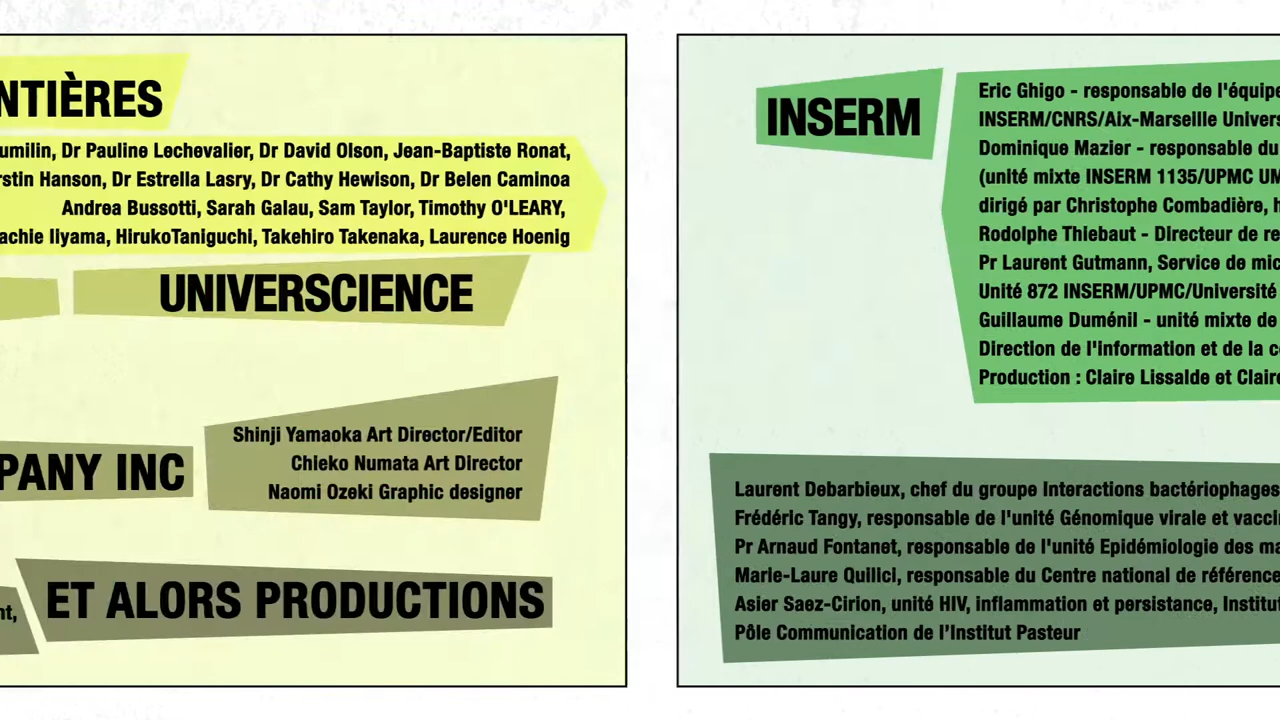 NTIÈRES
umilin, Dr Pauline Lechevalier, Dr David Olson, Jean-Baptiste Ronat,
rstin Hanson, Dr Estrella Lasry, Dr Cathy Hewison, Dr Belen Caminoa
Andrea Bussotti, Sarah Galau, Sam Taylor, Timothy O'LEARY,
achie Iiyama, HirukoTaniguchi, Takehiro Takenaka, Laurence Hoenig
UNIVERSCIENCE
PANY INC
Shinji Yamaoka Art Director/Editor
Chieko Numata Art Director
Naomi Ozeki Graphic designer
nt,
ET ALORS PRODUCTIONS
INSERM
Eric Ghigo - responsable de l'équipe
INSERM/CNRS/Aix-Marseille Univers
Dominique Mazier - responsable du
(unité mixte INSERM 1135/UPMC UM
dirigé par Christophe Combadière, h
Rodolphe Thiebaut - Directeur de re
Pr Laurent Gutmann, Service de mic
Unité 872 INSERM/UPMC/Université
Guillaume Duménil - unité mixte de
Direction de l'information et de la c
Production : Claire Lissalde et Claire
Laurent Debarbieux, chef du groupe Interactions bactériophages
Frédéric Tangy, responsable de l'unité Génomique virale et vacci
Pr Arnaud Fontanet, responsable de l'unité Epidémiologie des ma
Marie-Laure Quilici, responsable du Centre national de référence
Asier Saez-Cirion, unité HIV, inflammation et persistance, Institut
Pôle Communication de l'Institut Pasteur